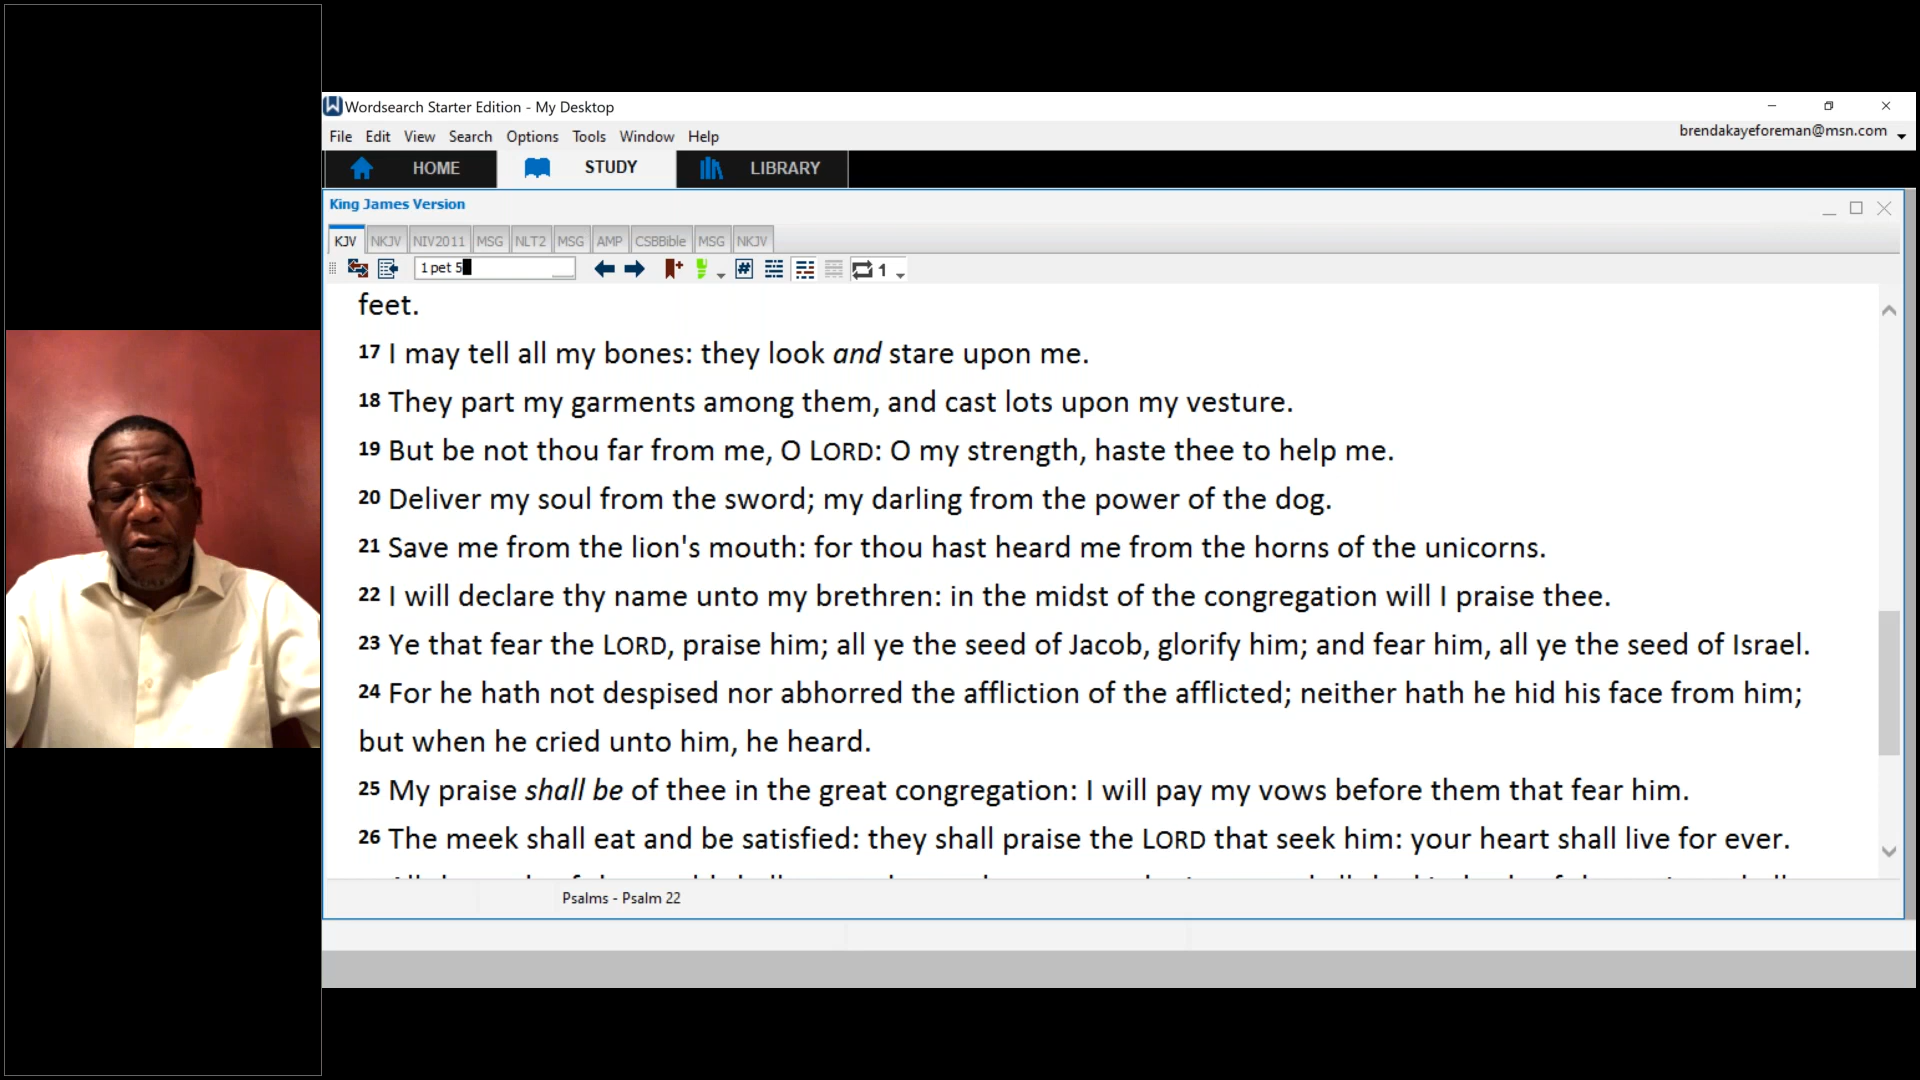 Wordsearch Starter Edition - My Desktop
File Edit View Search Options Tools Window Help
brendakayeforeman@msn.com
HOME STUDY LIBRARY
King James Version
KJV NKJV NIV2011 MSG NLT2 MSG AMP CSBBible MSG NKJV
1 pet 5
1
feet.
17 I may tell all my bones: they look and stare upon me.
18 They part my garments among them, and cast lots upon my vesture.
19 But be not thou far from me, O LORD: O my strength, haste thee to help me.
20 Deliver my soul from the sword; my darling from the power of the dog.
21 Save me from the lion's mouth: for thou hast heard me from the horns of the unicorns.
22 I will declare thy name unto my brethren: in the midst of the congregation will I praise thee.
23 Ye that fear the LORD, praise him; all ye the seed of Jacob, glorify him; and fear him, all ye the seed of Israel.
24 For he hath not despised nor abhorred the affliction of the afflicted; neither hath he hid his face from him;
but when he cried unto him, he heard.
25 My praise shall be of thee in the great congregation: I will pay my vows before them that fear him.
26 The meek shall eat and be satisfied: they shall praise the LORD that seek him: your heart shall live for ever.
Psalms - Psalm 22